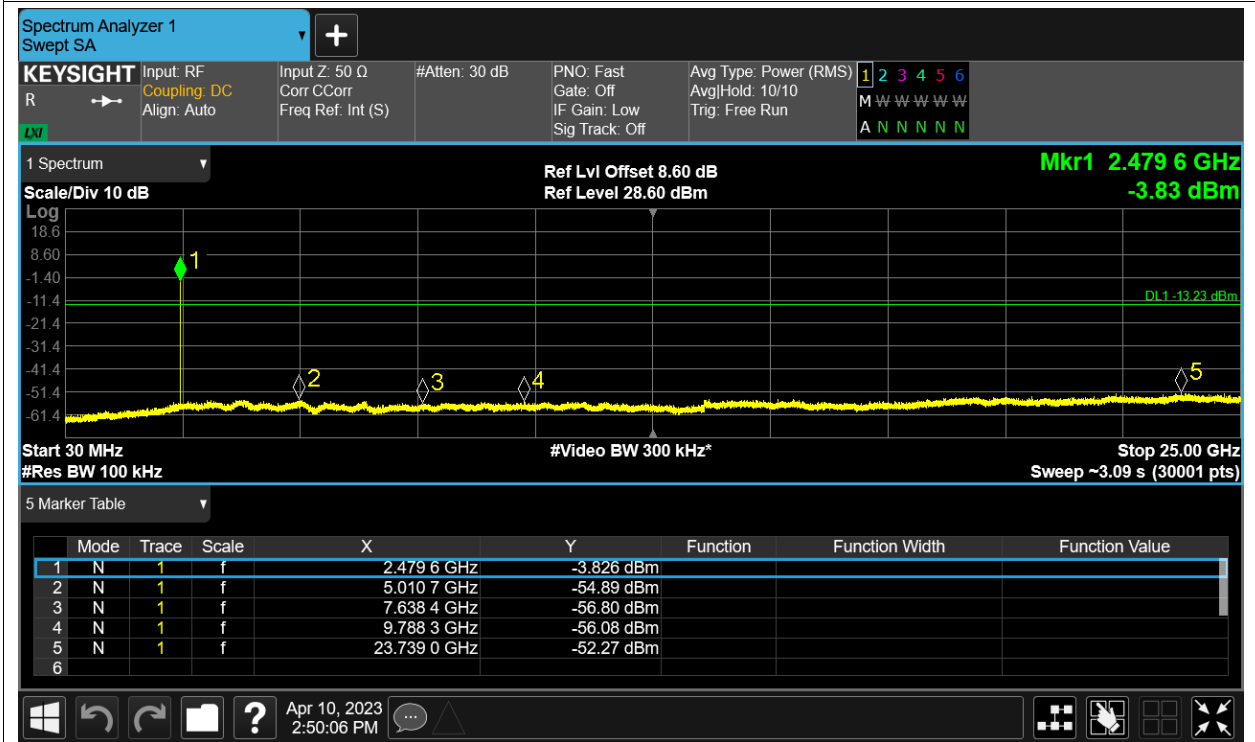 Spectrum Analyzer 1
Swept SA
+
KEYSIGHT
R
LXI
Input: RF
Coupling: DC
Align: Auto
Input Z: 50 Ω
Corr CCorr
Freq Ref: Int (S)
#Atten: 30 dB
PNO: Fast
Gate: Off
IF Gain: Low
Sig Track: Off
Avg Type: Power (RMS)
Avg|Hold: 10/10
Trig: Free Run
1 2 3 4 5 6
M W W W W W
A N N N N N
1 Spectrum
Scale/Div 10 dB
Ref Lvl Offset 8.60 dB
Ref Level 28.60 dBm
Mkr1 2.479 6 GHz
-3.83 dBm
Log
18.6
8.60
-1.40
-11.4
-21.4
-31.4
-41.4
-51.4
-61.4
1
2
3
4
5
DL1 -13.23 dBm
Start 30 MHz
#Res BW 100 kHz
#Video BW 300 kHz*
Stop 25.00 GHz
Sweep ~3.09 s (30001 pts)
5 Marker Table
Mode Trace Scale X Y Function Function Width Function Value
1 N 1 f 2.479 6 GHz -3.826 dBm
2 N 1 f 5.010 7 GHz -54.89 dBm
3 N 1 f 7.638 4 GHz -56.80 dBm
4 N 1 f 9.788 3 GHz -56.08 dBm
5 N 1 f 23.739 0 GHz -52.27 dBm
6
?
Apr 10, 2023
2:50:06 PM